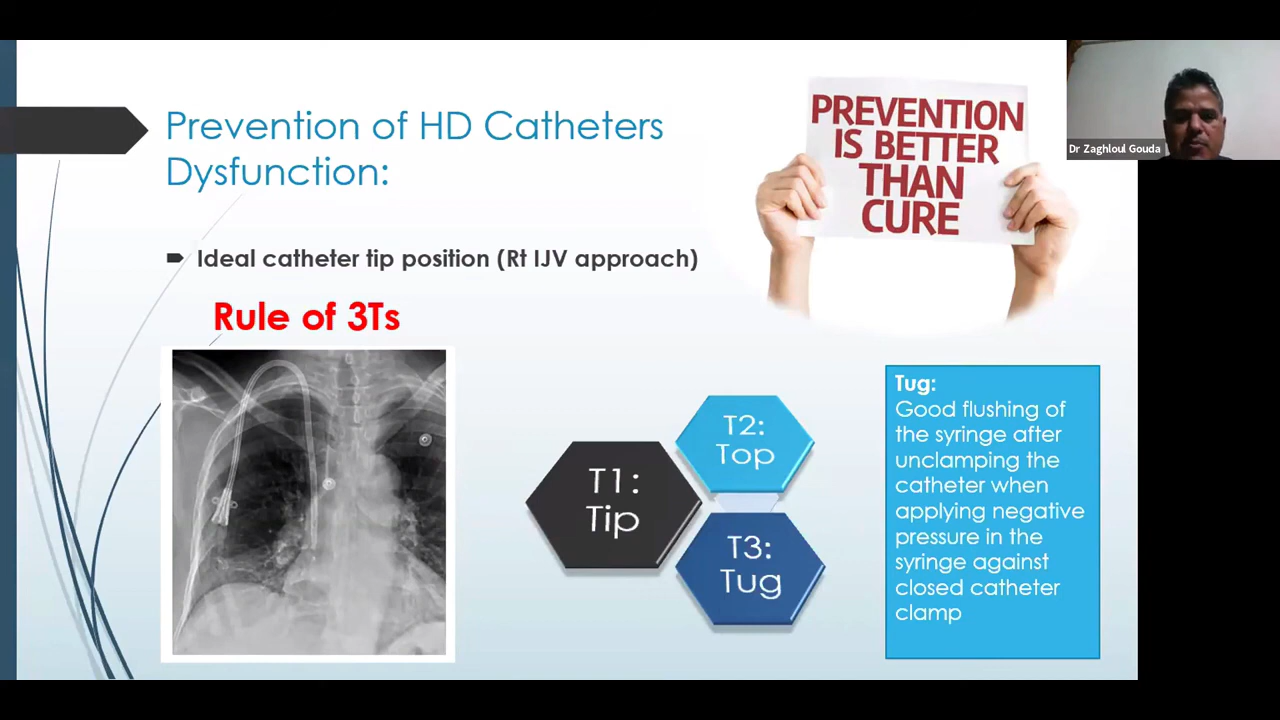 Prevention of HD Catheters
Dysfunction:
PREVENTION
IS BETTER
THAN
CURE
Dr Zaghloul Gouda
Ideal catheter tip position (Rt IJV approach)
Rule of 3Ts
T1:
Tip
T2:
Top
T3:
Tug
Tug:
Good flushing of
the syringe after
unclamping the
catheter when
applying negative
pressure in the
syringe against
closed catheter
clamp